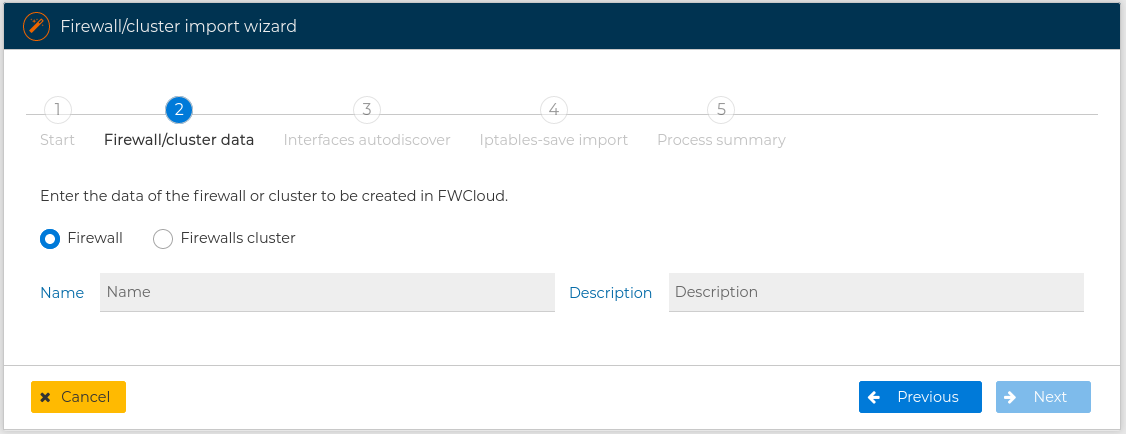 Firewall/cluster import wizard
1 2 3 4 5
Start Firewall/cluster data Interfaces autodiscover Iptables-save import Process summary
Enter the data of the firewall or cluster to be created in FWCloud.
Firewall Firewalls cluster
Name Name Description Description
Cancel Previous Next